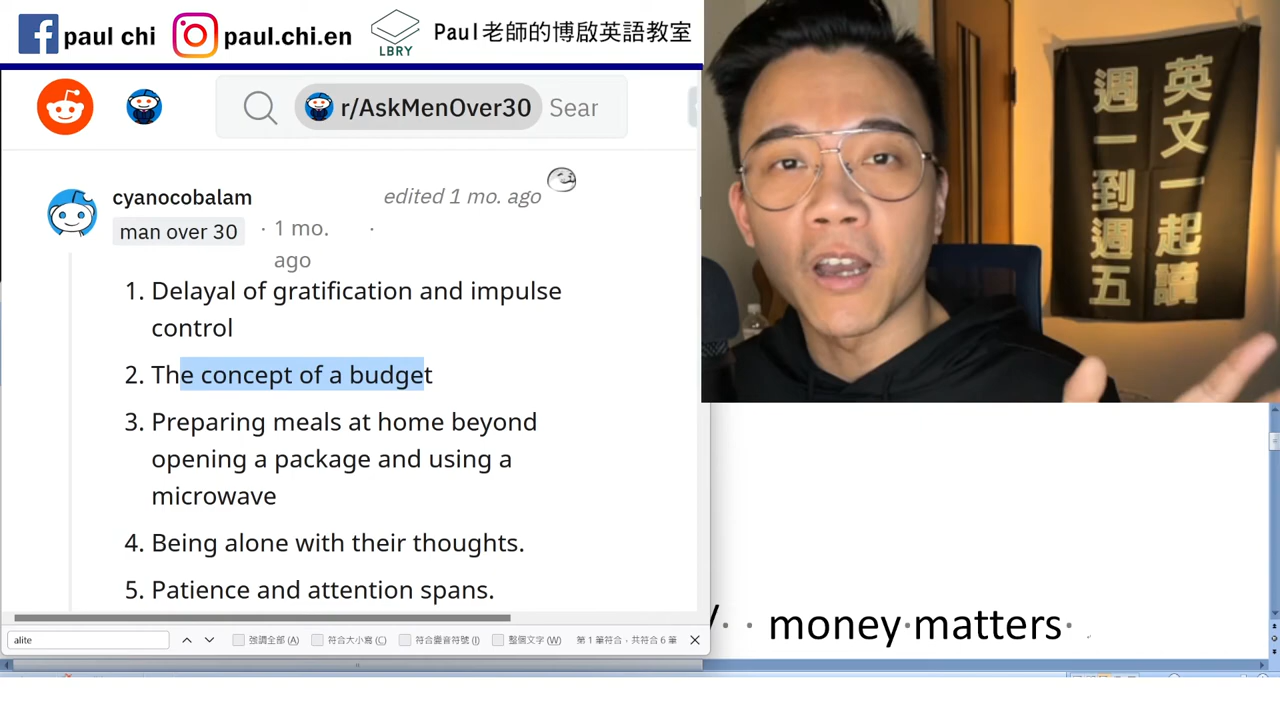 paul chi
paul.chi.en
LBRY
Paul老師的博啟英語教室
r/AskMenOver30
Sear
cyanocobalam
edited 1 mo. ago
man over 30
· 1 mo. ·
ago
1. Delayal of gratification and impulse
control
2. The concept of a budget
3. Preparing meals at home beyond
opening a package and using a
microwave
4. Being alone with their thoughts.
5. Patience and attention spans.
alite
強調全部 (A)
符合大小寫 (C)
符合變音符號 (I)
整個文字 (W)
第 1 筆符合，共符合 6 筆
英文一起讀
週一到週五
/ · · money·matters ·